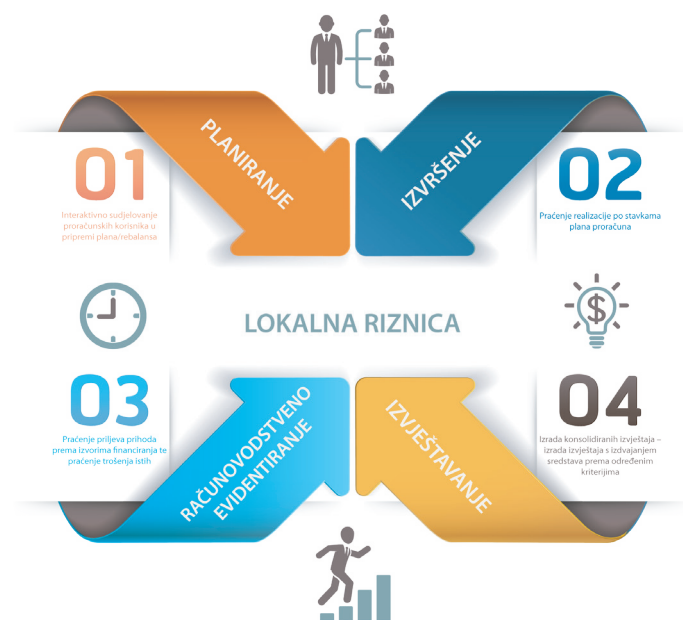 PLANIRANJE
01
Interaktivno sudjelovanje
proračunskih korisnika u
pripremi plana/rebalansa
IZVRŠENJE
02
Praćenje realizacije po stavkama
plana proračuna
$
LOKALNA RIZNICA
RAČUNOVODSTVENO
EVIDENTIRANJE
03
Praćenje priljeva prihoda
prema izvorima financiranja te
praćenje trošenja istih
IZVJEŠTAVANJE
04
Izrada konsolidiranih izvještaja –
izrada izvještaja s izdvajanjem
sredstava prema određenim
kriterijima